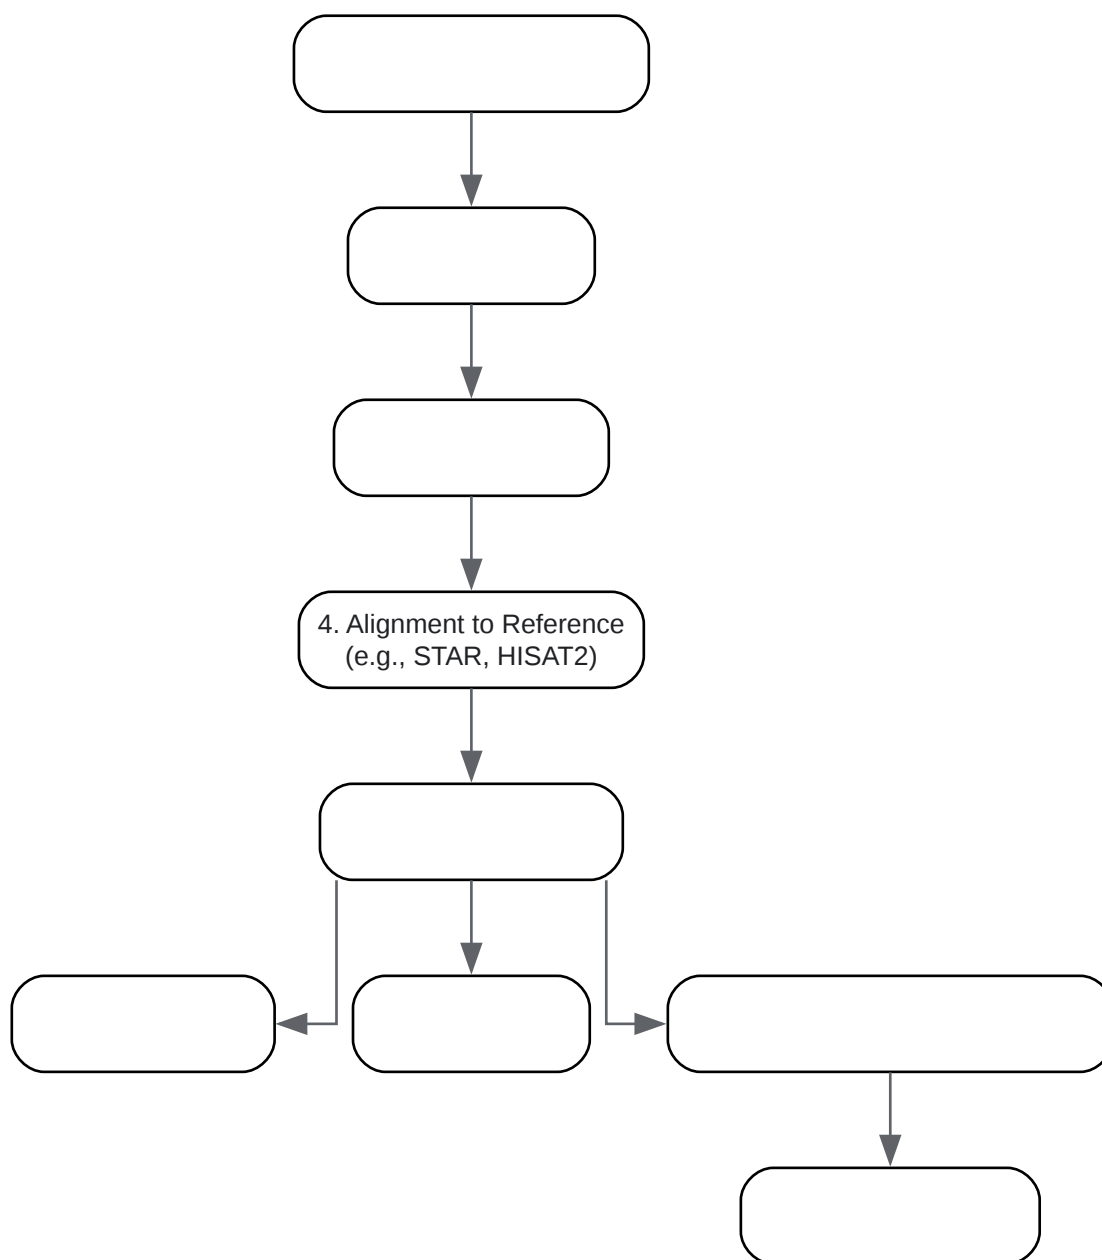 4. Alignment to Reference
(e.g., STAR, HISAT2)